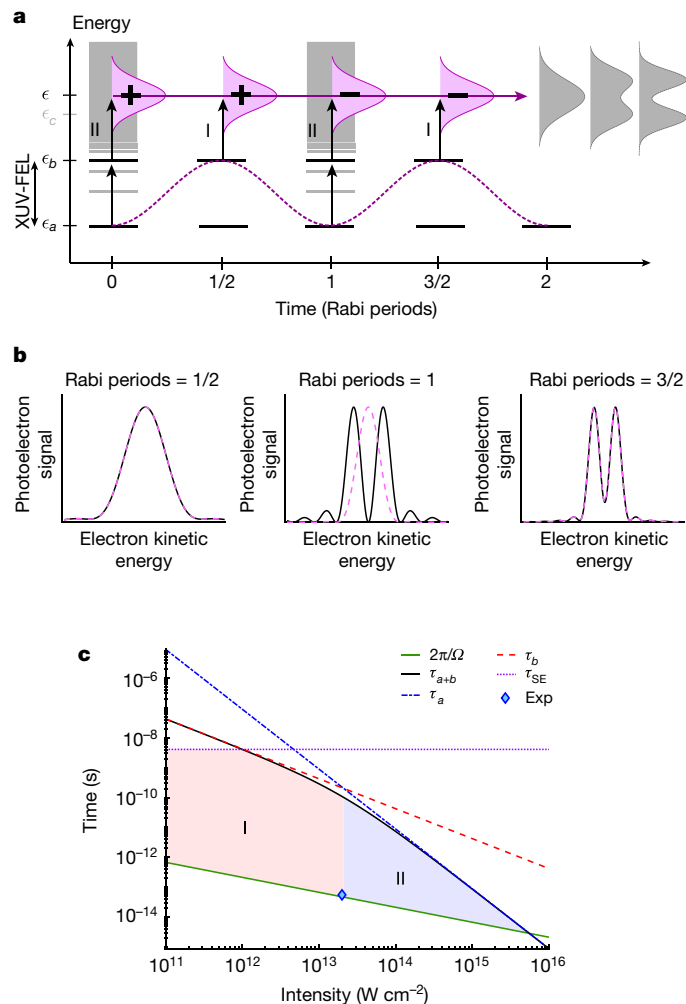 a
Energy
ϵ
ϵc
ϵb
ϵa
XUV-FEL
II
I
II
I
+
+
−
−
0
1/2
1
3/2
2
Time (Rabi periods)
b
Rabi periods = 1/2
Rabi periods = 1
Rabi periods = 3/2
Photoelectron
signal
Photoelectron
signal
Photoelectron
signal
Electron kinetic
energy
Electron kinetic
energy
Electron kinetic
energy
c
2π/Ω
τa+b
τa
τb
τSE
Exp
Time (s)
10⁻⁶
10⁻⁸
10⁻¹⁰
10⁻¹²
10⁻¹⁴
I
II
10¹¹
10¹²
10¹³
10¹⁴
10¹⁵
10¹⁶
Intensity (W cm⁻²)